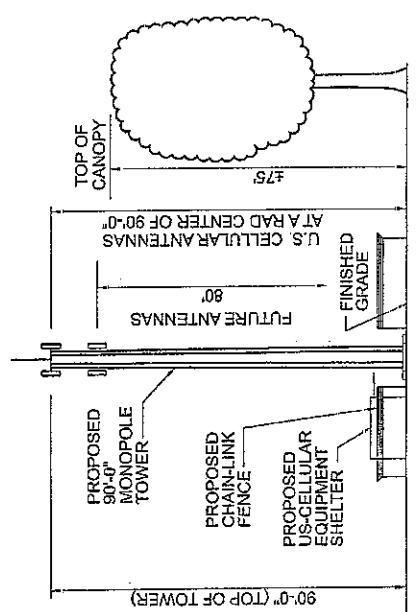 TOP OF
CANOPY
±75'
U.S. CELLULAR ANTENNAS
AT A RAD CENTER OF 90'-0"
FUTURE ANTENNAS
80'
FINISHED
GRADE
PROPOSED
90'-0"
MONOPOLE
TOWER
PROPOSED
CHAIN-LINK
FENCE
PROPOSED
US-CELLULAR
EQUIPMENT
SHELTER
90'-0" (TOP OF TOWER)